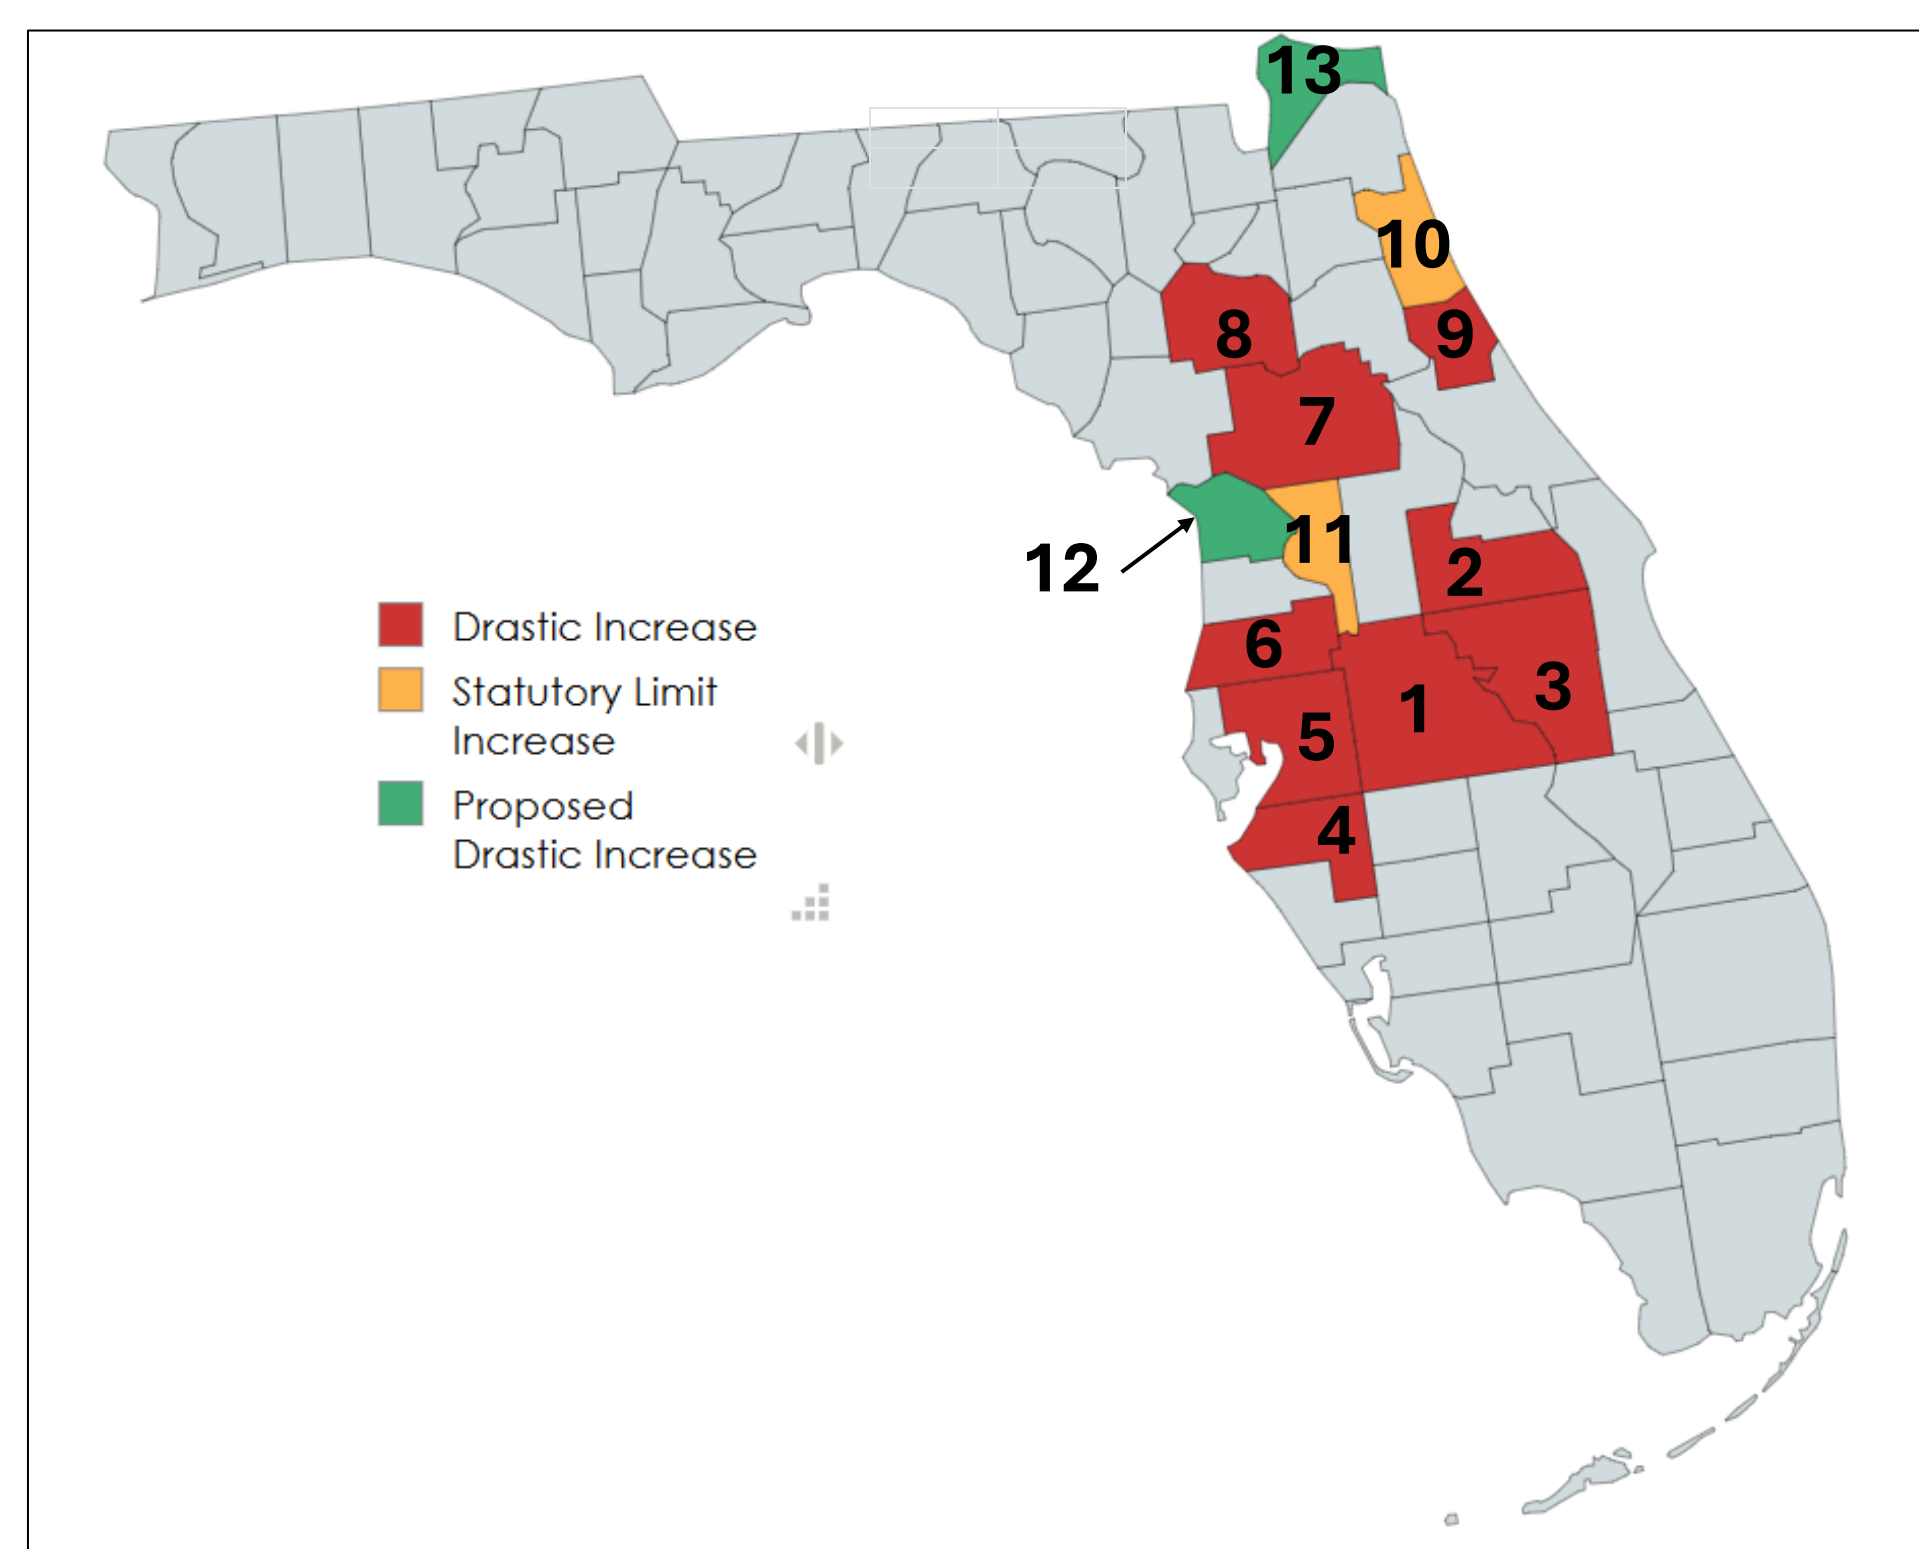 13
10
9
8
7
11
12
2
6
1
3
5
4
Drastic Increase
Statutory Limit
Increase
Proposed
Drastic Increase